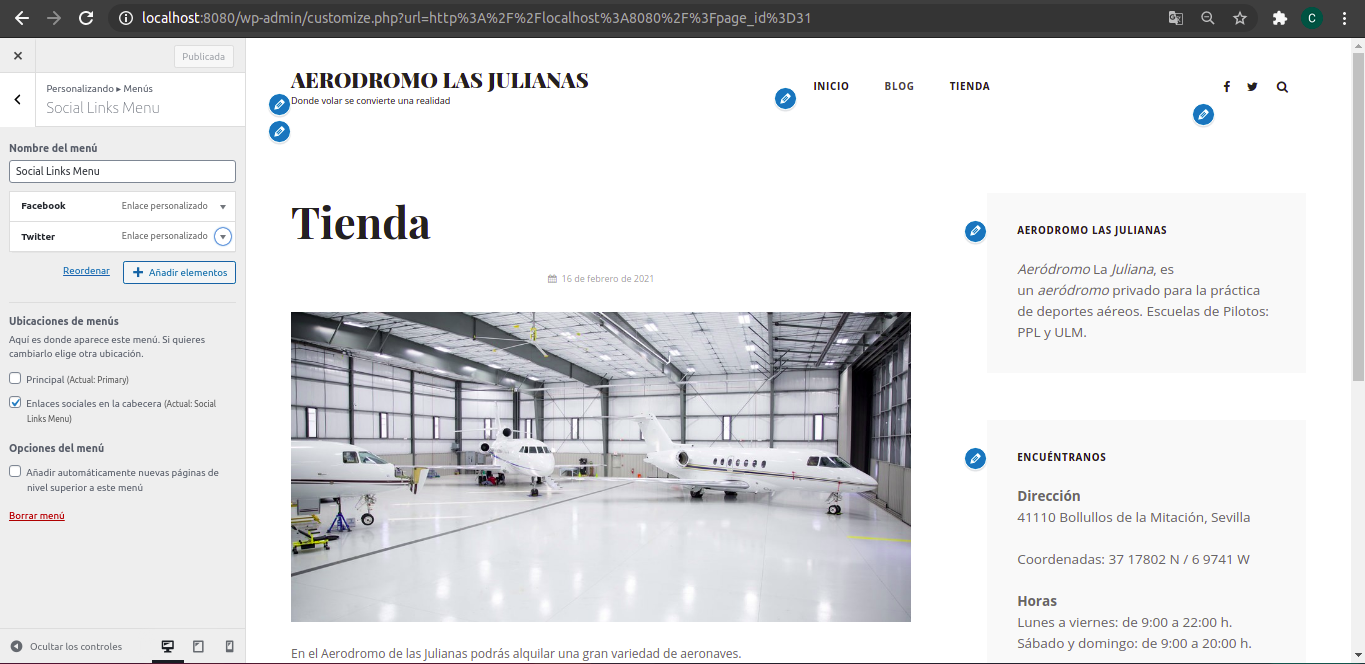 localhost:8080/wp-admin/customize.php?url=http%3A%2F%2Flocalhost%3A8080%2F%3Fpage_id%3D31
C
Publicada
Personalizando ▸ Menús
Social Links Menu
Nombre del menú
Social Links Menu
Facebook Enlace personalizado
Twitter Enlace personalizado
Reordenar Añadir elementos
Ubicaciones de menús
Aquí es donde aparece este menú. Si quieres
cambiarlo elige otra ubicación.
Principal (Actual: Primary)
Enlaces sociales en la cabecera (Actual: Social
Links Menu)
Opciones del menú
Añadir automáticamente nuevas páginas de
nivel superior a este menú
Borrar menú
Ocultar los controles
AERODROMO LAS JULIANAS
Donde volar se convierte una realidad
INICIO BLOG TIENDA
Tienda
16 de febrero de 2021
En el Aerodromo de las Julianas podrás alquilar una gran variedad de aeronaves.
AERODROMO LAS JULIANAS
Aeródromo La Juliana, es
un aeródromo privado para la práctica
de deportes aéreos. Escuelas de Pilotos:
PPL y ULM.
ENCUÉNTRANOS
Dirección
41110 Bollullos de la Mitación, Sevilla
Coordenadas: 37 17802 N / 6 9741 W
Horas
Lunes a viernes: de 9:00 a 22:00 h.
Sábado y domingo: de 9:00 a 20:00 h.